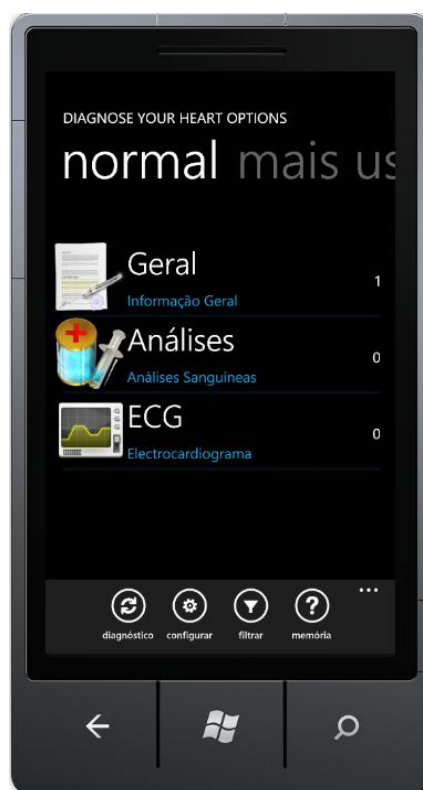 DIAGNOSE YOUR HEART OPTIONS
normal mais us
Geral
1
Informação Geral
Análises
0
Análises Sanguineas
ECG
0
Electrocardiograma
diagnóstico configurar filtrar memória